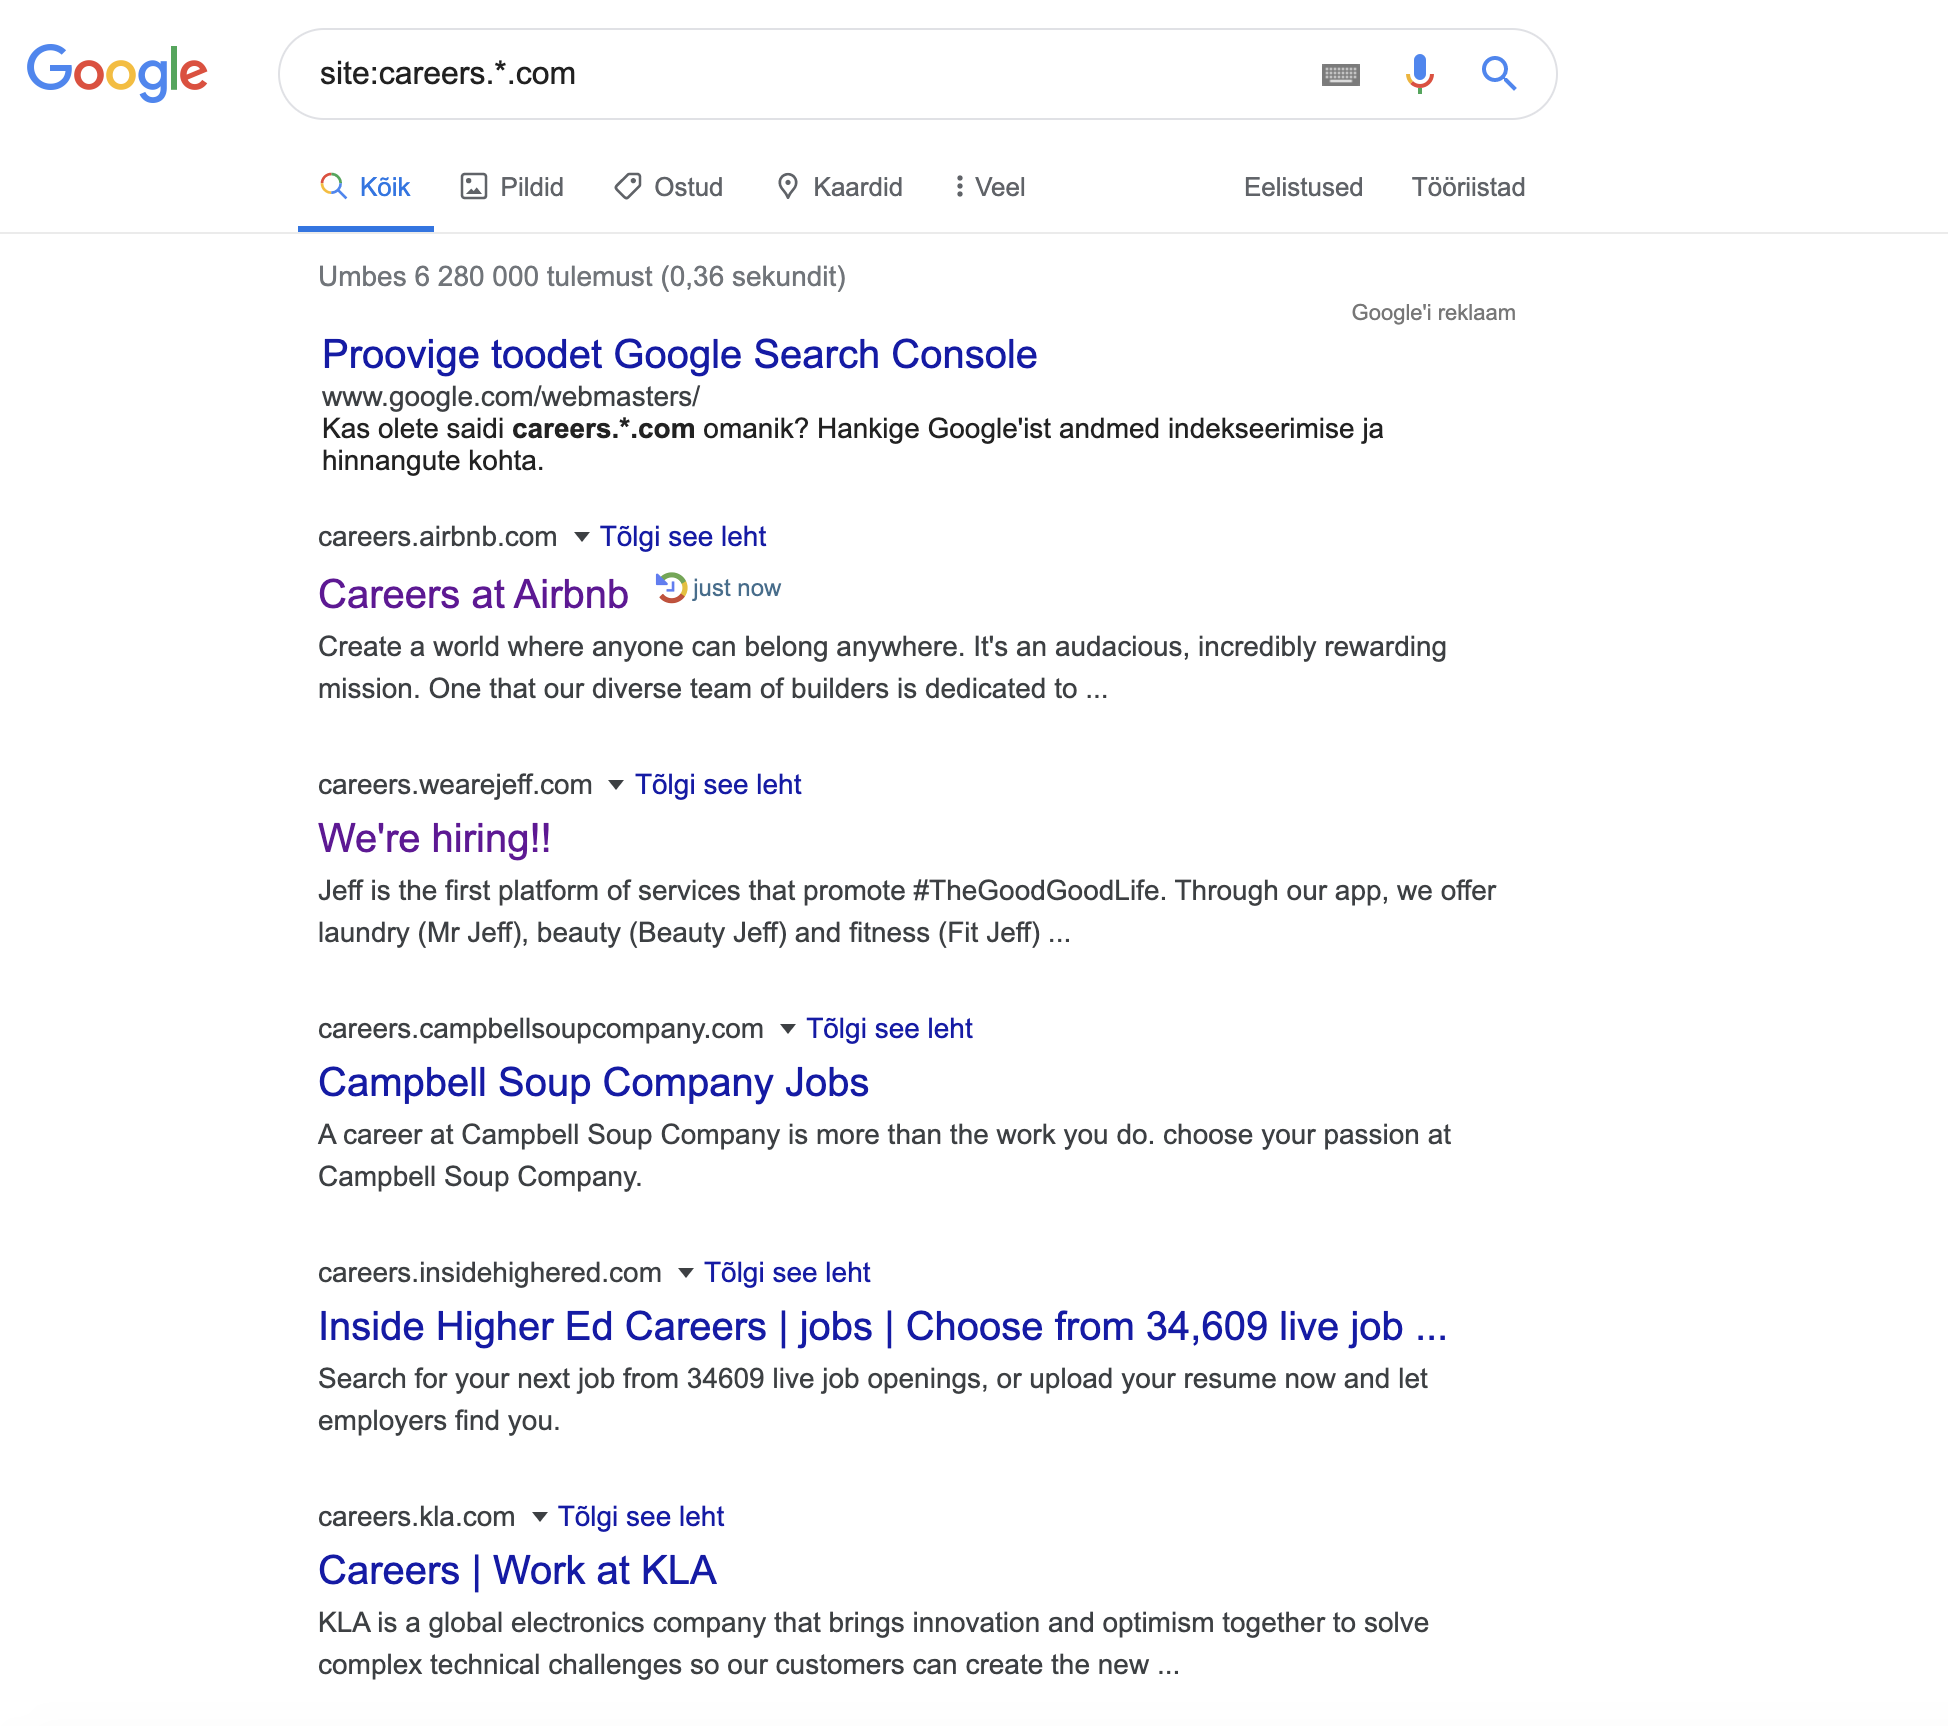 Google
site:careers.*.com
Kõik Pildid Ostud Kaardid Veel Eelistused Tööriistad
Umbes 6 280 000 tulemust (0,36 sekundit)
Google'i reklaam
Proovige toodet Google Search Console
www.google.com/webmasters/
Kas olete saidi careers.*.com omanik? Hankige Google'ist andmed indekseerimise ja
hinnangute kohta.
careers.airbnb.com Tõlgi see leht
Careers at Airbnb just now
Create a world where anyone can belong anywhere. It's an audacious, incredibly rewarding
mission. One that our diverse team of builders is dedicated to ...
careers.wearejeff.com Tõlgi see leht
We're hiring!!
Jeff is the first platform of services that promote #TheGoodGoodLife. Through our app, we offer
laundry (Mr Jeff), beauty (Beauty Jeff) and fitness (Fit Jeff) ...
careers.campbellsoupcompany.com Tõlgi see leht
Campbell Soup Company Jobs
A career at Campbell Soup Company is more than the work you do. choose your passion at
Campbell Soup Company.
careers.insidehighered.com Tõlgi see leht
Inside Higher Ed Careers | jobs | Choose from 34,609 live job ...
Search for your next job from 34609 live job openings, or upload your resume now and let
employers find you.
careers.kla.com Tõlgi see leht
Careers | Work at KLA
KLA is a global electronics company that brings innovation and optimism together to solve
complex technical challenges so our customers can create the new ...